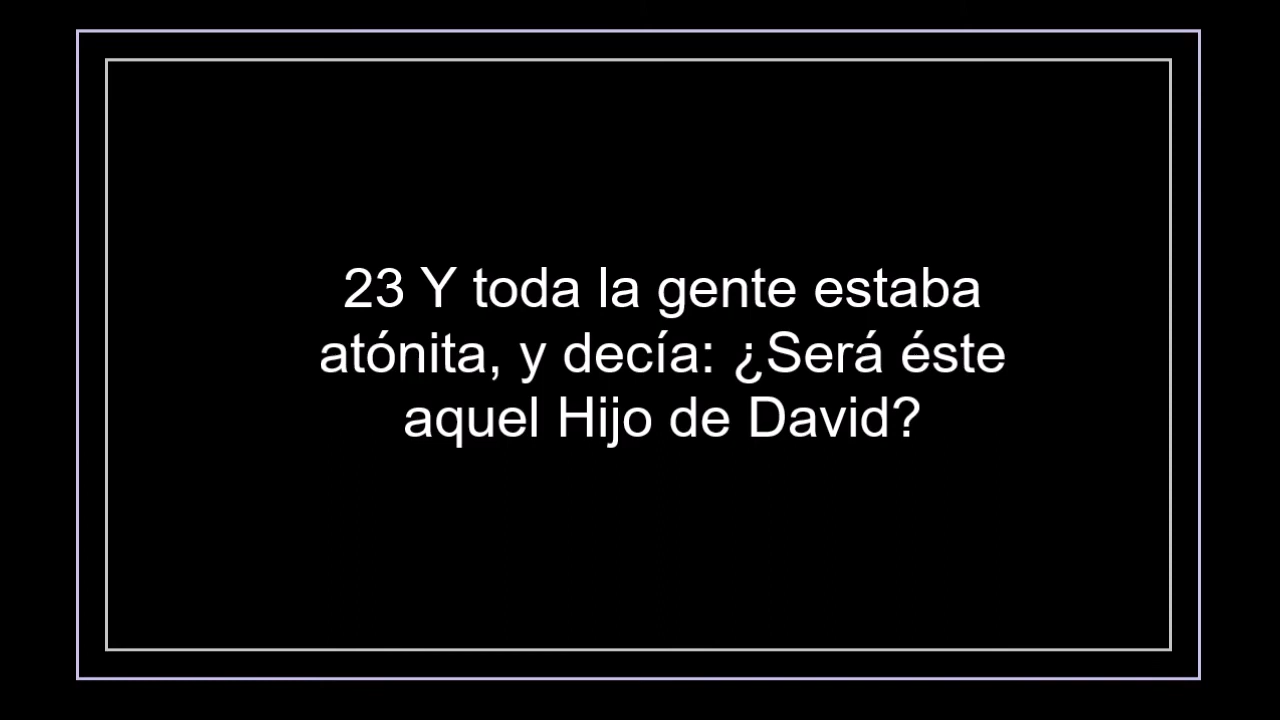 23 Y toda la gente estaba
atónita, y decía: ¿Será éste
aquel Hijo de David?